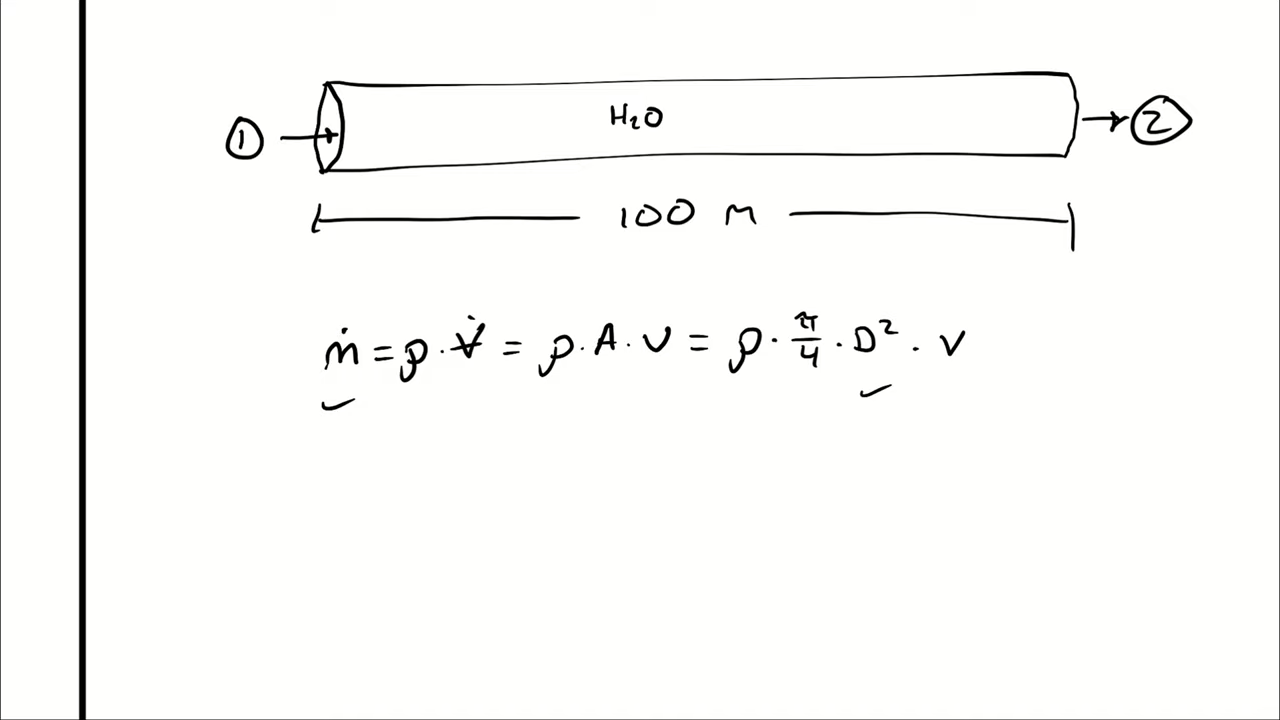 ① → H₂O → ②
100 m
ṁ = ρ · V̶̇ = ρ · A · v = ρ · π/4 · D² · v